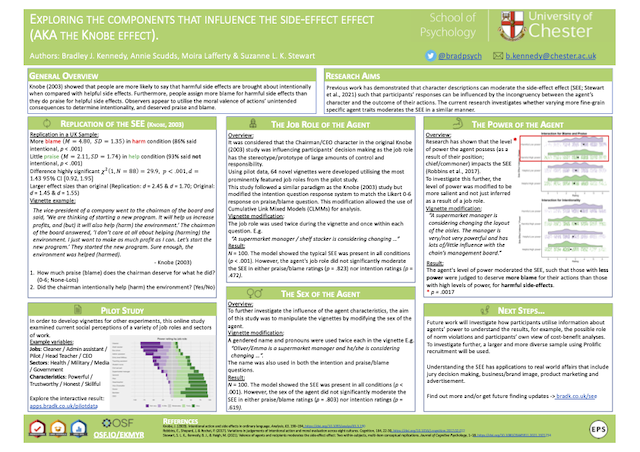 EXPLORING THE COMPONENTS THAT INFLUENCE THE SIDE-EFFECT EFFECT
(AKA THE KNOBE EFFECT).
Authors: Bradley J. Kennedy, Annie Scudds, Moira Lafferty & Suzanne L. K. Stewart
School of
Psychology
University of
Chester
@bradpsych
b.kennedy@chester.ac.uk
GENERAL OVERVIEW
Knobe (2003) showed that people are more likely to say that harmful side effects are brought about intentionally
when compared with helpful side effects. Furthermore, people assign more blame for harmful side effects than
they do praise for helpful side effects. Observers appear to utilise the moral valence of actions' unintended
consequences to determine intentionality, and deserved praise and blame.
RESEARCH AIMS
Previous work has demonstrated that character descriptions can moderate the side-effect effect (SEE; Stewart
et al., 2021) such that participants' responses can be influenced by the incongruency between the agent's
character and the outcome of their actions. The current research investigates whether varying more fine-grain
specific agent traits moderates the SEE in a similar manner.
REPLICATION OF THE SEE (KNOBE, 2003)
Replication in a UK Sample:
More blame (M = 4.80, SD = 1.35) in harm condition (86% said
intentional, p < .001)
Little praise (M = 2.11, SD = 1.74) in help condition (93% said not
intentional, p < .001)
Difference highly significant χ²(1, N = 88) = 29.9, p < .001, d =
1.43 95% CI [0.92, 1.95]
Larger effect sizes than original (Replication: d = 2.45 & d = 1.70; Original:
d = 1.45 & d = 1.55)
Vignette example:
The vice-president of a company went to the chairman of the board and
said, 'We are thinking of starting a new program. It will help us increase
profits, and (but) it will also help (harm) the environment.' The chairman
of the board answered, 'I don't care at all about helping (harming) the
environment. I just want to make as much profit as I can. Let's start the
new program.' They started the new program. Sure enough, the
environment was helped (harmed).
- Knobe (2003)
1. How much praise (blame) does the chairman deserve for what he did?
(0-6; None-Lots)
2. Did the chairman intentionally help (harm) the environment? (Yes/No)
PILOT STUDY
In order to develop vignettes for other experiments, this online study
examined current social perceptions of a variety of job roles and sectors
of work.
Example variables:
Jobs: Cleaner / Admin assistant /
Pilot / Head Teacher / CEO
Sectors: Health / Military / Media
/ Government
Characteristics: Powerful /
Trustworthy / Honest / Skillful
Explore the interactive result:
apps.bradk.co.uk/pilotdata
THE JOB ROLE OF THE AGENT
Overview:
It was considered that the Chairman/CEO character in the original Knobe
(2003) study was influencing participants' decision making as the job role
has the stereotype/prototype of large amounts of control and
responsibility.
Using pilot data, 64 novel vignettes were developed utilising the most
prominently featured job roles from the pilot study.
This study followed a similar paradigm as the Knobe (2003) study but
modified the intention question response system to match the Likert 0-6
response on praise/blame question. This modification allowed the use of
Cumulative Link Mixed Models (CLMMs) for analysis.
Vignette modification:
The job role was used twice during the vignette and once within each
question. E.g.
"A supermarket manager / shelf stacker is considering changing ..."
Result:
N = 100. The model showed the typical SEE was present in all conditions
(p < .001). However, the agent's job role did not significantly moderate
the SEE in either praise/blame ratings (p = .823) nor intention ratings (p =
.472).
THE SEX OF THE AGENT
Overview:
To further investigate the influence of the agent characteristics, the aim
of this study was to manipulate the vignettes by modifying the sex of the
agent.
Vignette modification:
A gendered name and pronouns were used twice in each the vignette E.g.
"Oliver/Emma is a supermarket manager and he/she is considering
changing ...".
The name was also used in both the intention and praise/blame
questions.
Result:
N = 100. The model showed the SEE was present in all conditions (p <
.001). However, the sex of the agent did not significantly moderate the
SEE in either praise/blame ratings (p = .803) nor intention ratings (p =
.619).
THE POWER OF THE AGENT
Overview:
Research has shown that the level
of power the agent possess (as a
result of their position;
chief/commoner) impacts the SEE
(Robbins et al., 2017).
To investigate this further, the
level of power was modified to be
more salient and not just inferred
as a result of a job role.
Vignette modification:
"A supermarket manager is
considering changing the layout
of the aisles. The manager is
very/not very powerful and has
lots of/little influence with the
chain's management board."
Result:
The agent's level of power moderated the SEE, such that those with less
power were judged to deserve more blame for their actions than those
with high levels of power, for harmful side-effects.
* p = .0017
NEXT STEPS...
Future work will investigate how participants utilise information about
agents' power to understand the results, for example, the possible role
of norm violations and participants' own view of cost-benefit analyses.
To investigate further, a larger and more diverse sample using Prolific
recruitment will be used.
Understanding the SEE has applications to real world affairs that include
jury decision making, business/brand image, product marketing and
advertisement.
Find out more and/or get future finding updates -> bradk.co.uk/see
OSF
OSF.IO/EKMYR
REFERENCES
EPS